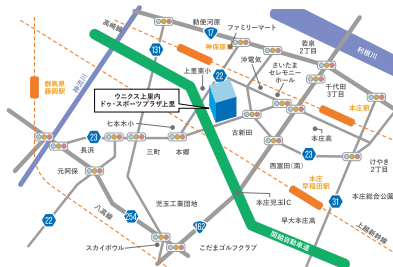 高崎線
勅使河原
17
ファミリーマート
利根川
神保原駅
若泉
2丁目
131
沖電気
さいたま
セレモニー
ホール
上里東小
22
千代田
3丁目
群馬県
藤岡駅
神流川
ウニクス上里内
ドゥ・スポーツプラザ上里
本庄駅
七本木小
古新田
本庄高
23
23
23
長浜
三町
本郷
西富田(南)
けやき
2丁目
元阿保
本庄
早稲田駅
児玉工業団地
本庄児玉IC
31
本庄総合公園
22
八高線
254
162
早大本庄高
上越新幹線
スカイボウル
こだまゴルフクラブ
関越自動車道